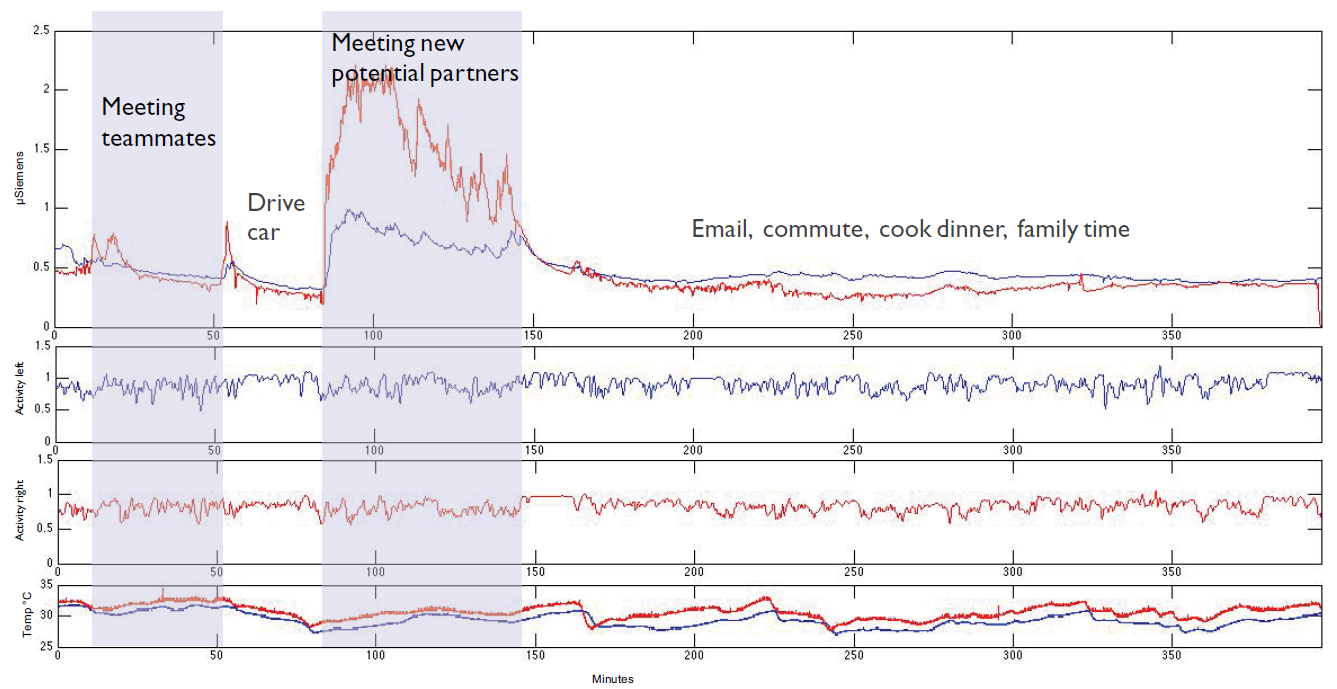 2.5
2
1.5
1
0.5
0
µSiemens
Meeting
teammates
Drive
car
Meeting new
potential partners
Email, commute, cook dinner, family time
0 50 100 150 200 250 300 350
1.5
1
0.5
0
Activity left
0 50 100 150 200 250 300 350
1.5
1
0.5
0
Activity right
0 50 100 150 200 250 300 350
35
30
25
Temp °C
0 50 100 150 200 250 300 350
Minutes